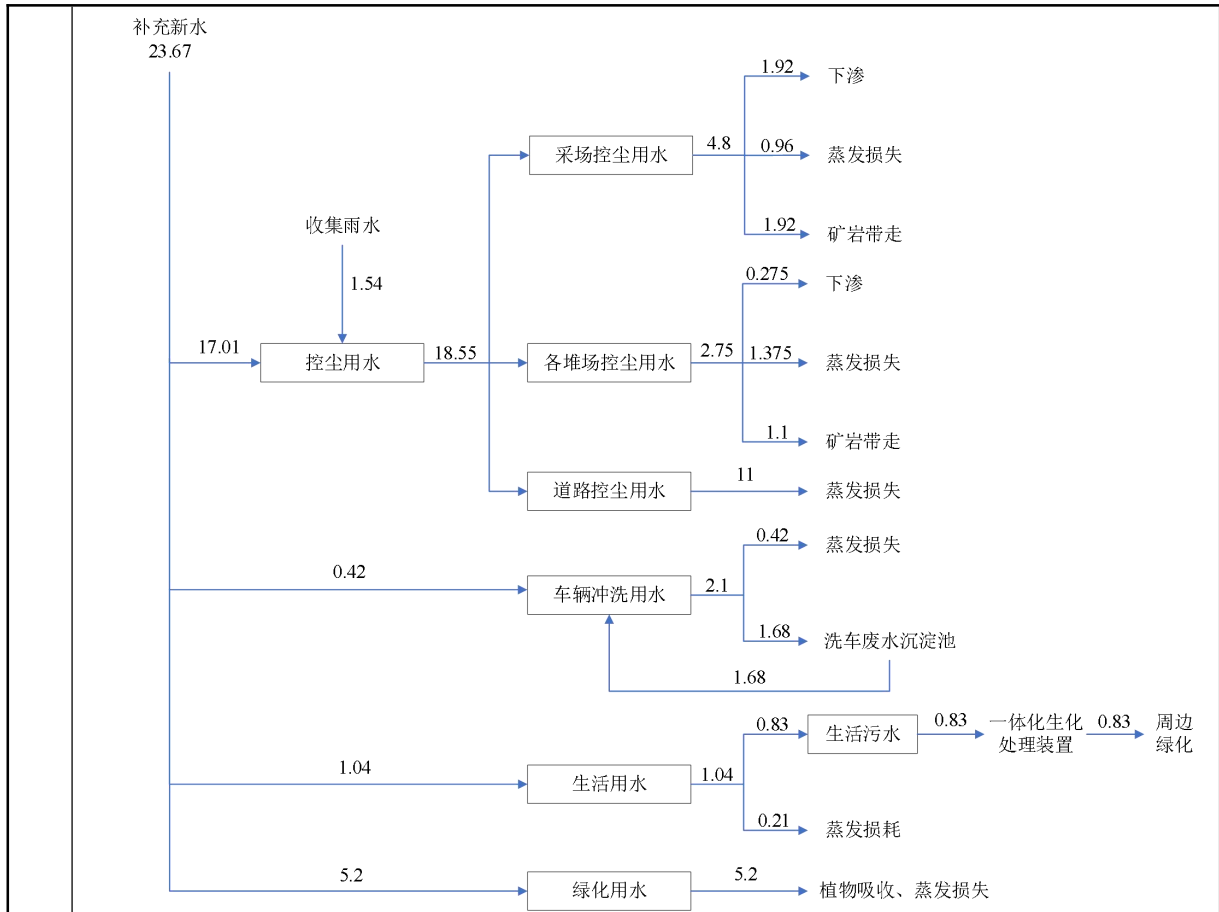 补充新水
23.67
1.92
下渗
采场控尘用水
4.8
0.96
蒸发损失
收集雨水
1.92
矿岩带走
1.54
0.275
下渗
17.01
控尘用水
18.55
各堆场控尘用水
2.75
1.375
蒸发损失
1.1
矿岩带走
道路控尘用水
11
蒸发损失
0.42
蒸发损失
0.42
车辆冲洗用水
2.1
1.68
洗车废水沉淀池
1.68
0.83
生活污水
0.83
一体化生化
处理装置
0.83
周边
绿化
1.04
生活用水
1.04
0.21
蒸发损耗
5.2
绿化用水
5.2
植物吸收、蒸发损失